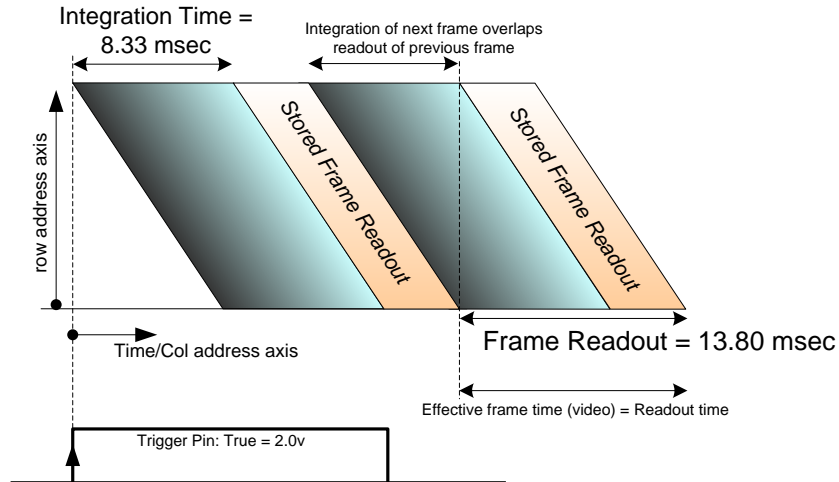 Integration Time =
8.33 msec
Integration of next frame overlaps
readout of previous frame
row address axis
Stored Frame Readout
Stored Frame Readout
Time/Col address axis
Frame Readout = 13.80 msec
Effective frame time (video) = Readout time
Trigger Pin: True = 2.0v